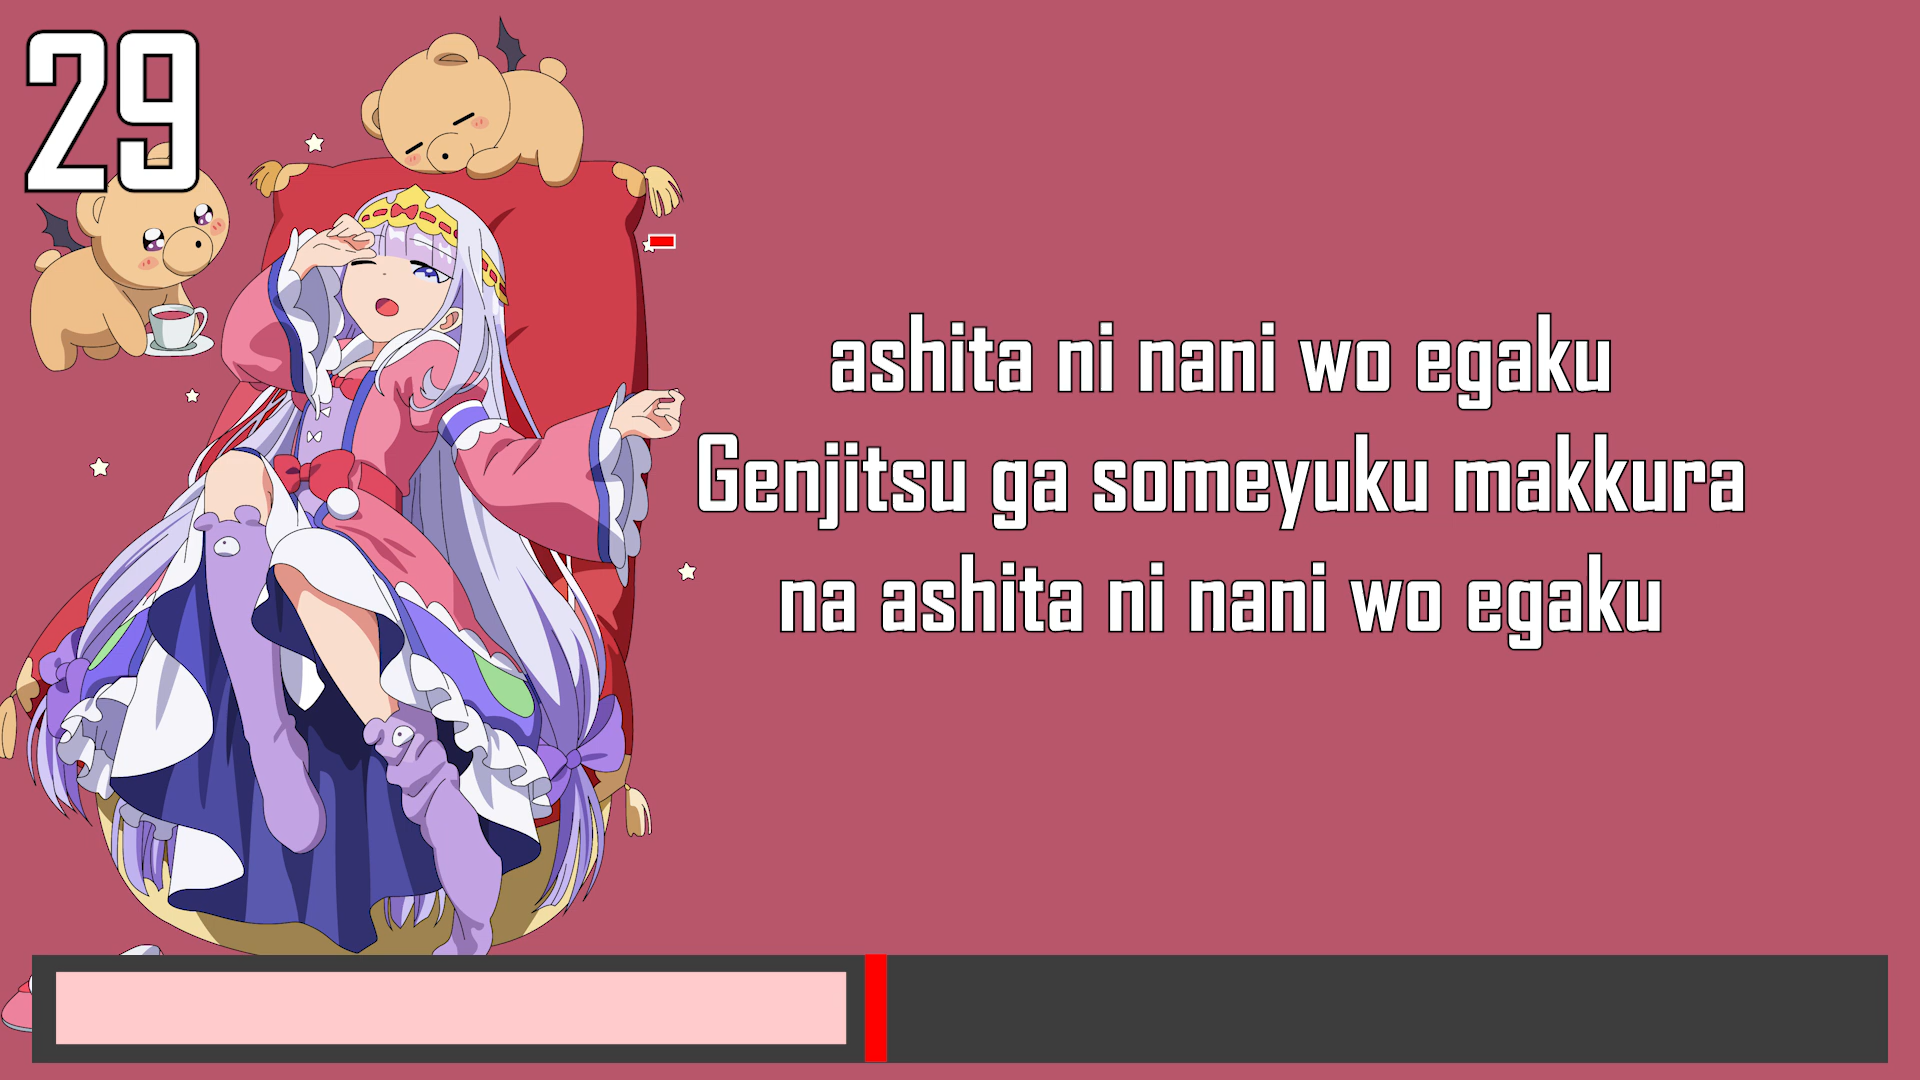 29
ashita ni nani wo egaku
Genjitsu ga someyuku makkura
na ashita ni nani wo egaku